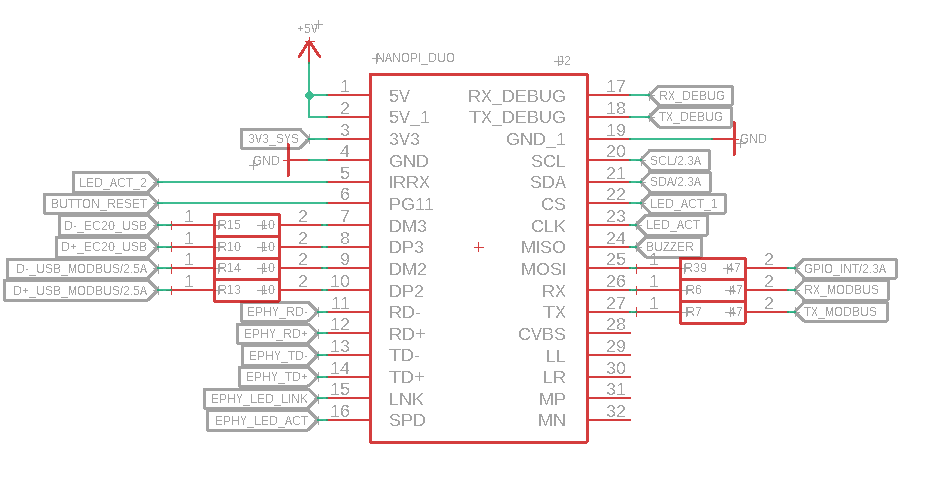 +5V
NANOPI_DUO
J2
1 5V RX_DEBUG 17 RX_DEBUG
2 5V_1 TX_DEBUG 18 TX_DEBUG
3V3_SYS 3 3V3 GND_1 19 GND
GND 4 GND SCL 20 SCL/2.3A
LED_ACT_2 5 IRRX SDA 21 SDA/2.3A
BUTTON_RESET 6 PG11 CS 22 LED_ACT_1
D-_EC20_USB 1 R15 10 2 7 DM3 CLK 23 LED_ACT
D+_EC20_USB 1 R10 10 2 8 DP3 MISO 24 BUZZER
D-_USB_MODBUS/2.5A 1 R14 10 2 9 DM2 MOSI 25 1 R39 47 2 GPIO_INT/2.3A
D+_USB_MODBUS/2.5A 1 R13 10 2 10 DP2 RX 26 1 R6 47 2 RX_MODBUS
EPHY_RD- 11 RD- TX 27 1 R7 47 2 TX_MODBUS
EPHY_RD+ 12 RD+ CVBS 28
EPHY_TD- 13 TD- LL 29
EPHY_TD+ 14 TD+ LR 30
EPHY_LED_LINK 15 LNK MP 31
EPHY_LED_ACT 16 SPD MN 32